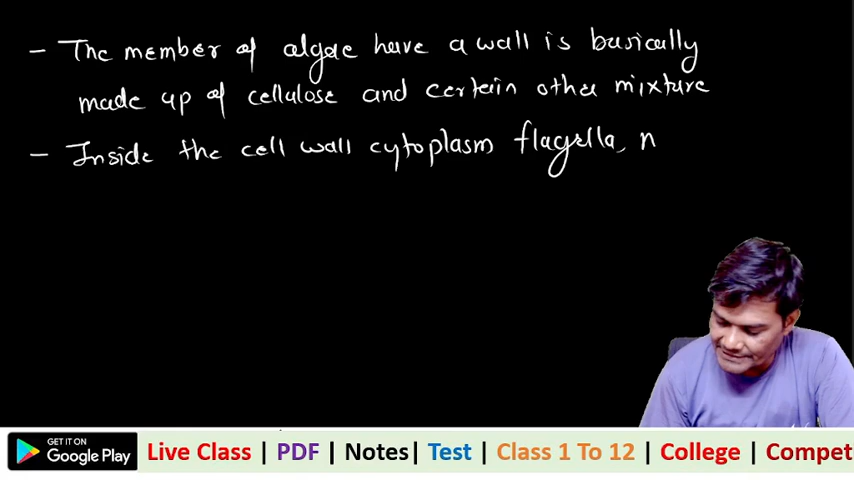 - The member of algae have a wall is basically
made up of cellulose and certain other mixture
- Inside the cell wall cytoplasm flagella, n
GET IT ON
Google Play
Live Class | PDF | Notes| Test | Class 1 To 12 | College | Compet